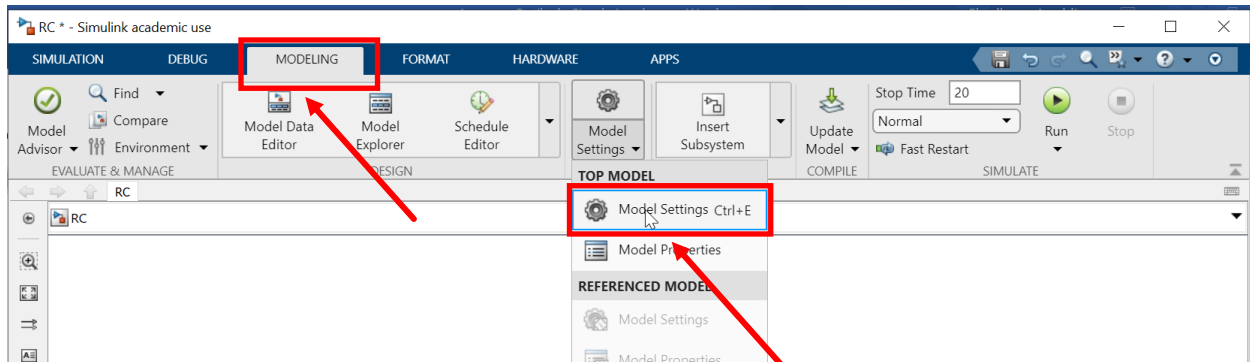 RC * - Simulink academic use
SIMULATION DEBUG MODELING FORMAT HARDWARE APPS
Model
Advisor
Find
Compare
Environment
EVALUATE & MANAGE
Model Data
Editor
Model
Explorer
Schedule
Editor
DESIGN
Model
Settings
Insert
Subsystem
Update
Model
COMPILE
Stop Time 20
Normal
Fast Restart
Run
Stop
SIMULATE
RC
RC
TOP MODEL
Model Settings Ctrl+E
Model Properties
REFERENCED MODEL
Model Settings
Model Properties